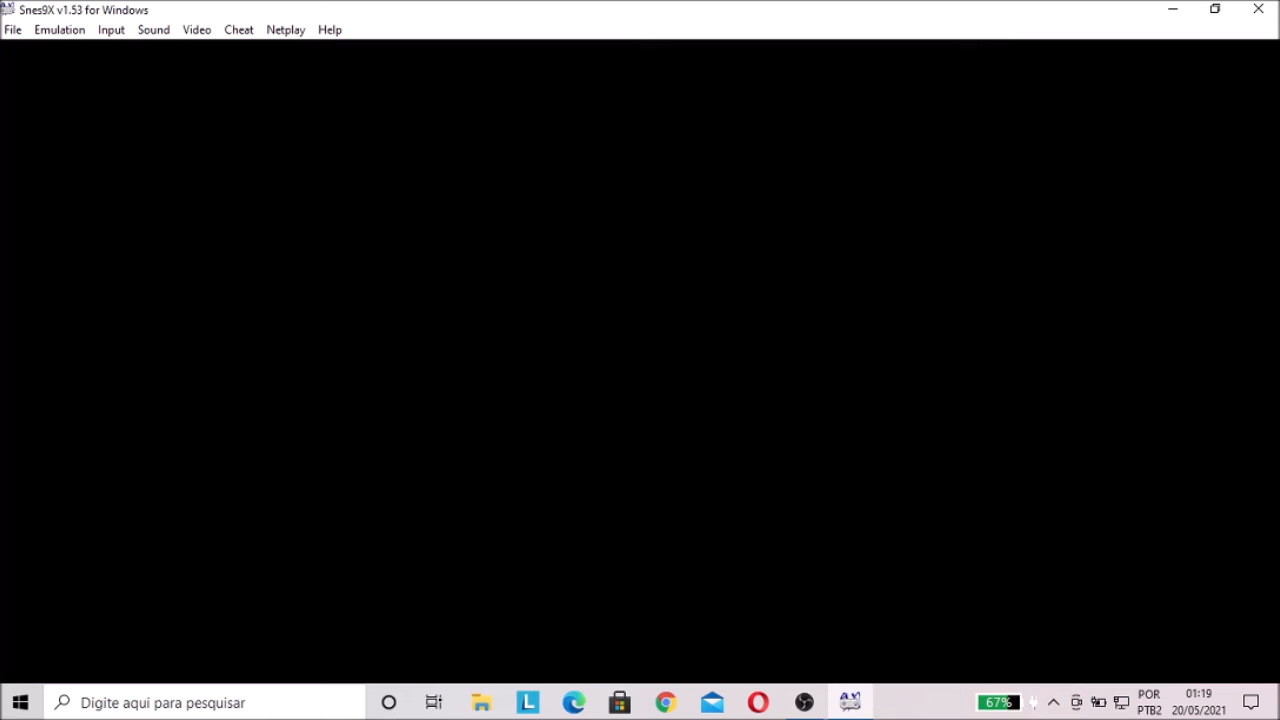 Snes9X v1.53 for Windows
File Emulation Input Sound Video Cheat Netplay Help
Digite aqui para pesquisar
L
67%
POR
PTB2
01:19
20/05/2021